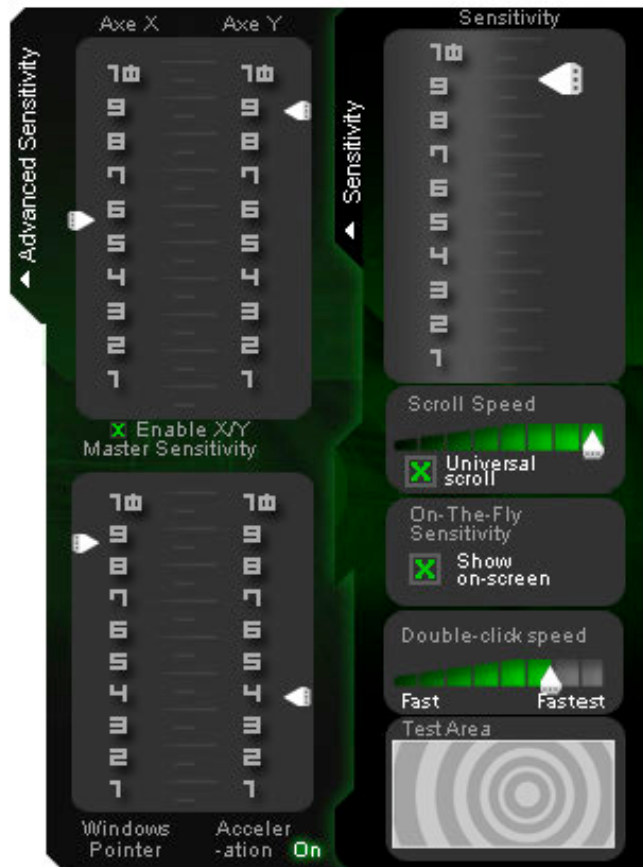 Advanced Sensitivity
Axe X Axe Y
10 10
9 9
8 8
7 7
6 6
5 5
4 4
3 3
2 2
1 1
Enable X/Y
Master Sensitivity
10 10
9 9
8 8
7 7
6 6
5 5
4 4
3 3
2 2
1 1
Windows
Pointer
Acceler
-ation On
Sensitivity
Sensitivity
10
9
8
7
6
5
4
3
2
1
Scroll Speed
Universal
scroll
On-The-Fly
Sensitivity
Show
on-screen
Double-click speed
Fast Fastest
Test Area